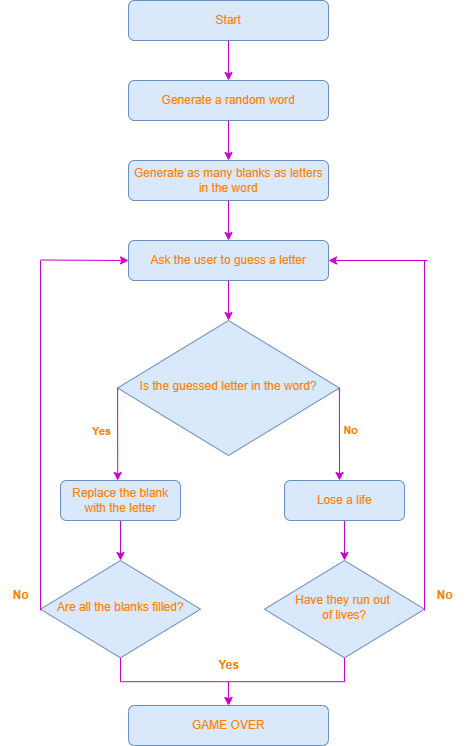 Start
Generate a random word
Generate as many blanks as letters
in the word
Ask the user to guess a letter
Is the guessed letter in the word?
Yes
No
Replace the blank
with the letter
Lose a life
No
Are all the blanks filled?
Have they run out
of lives?
No
Yes
GAME OVER